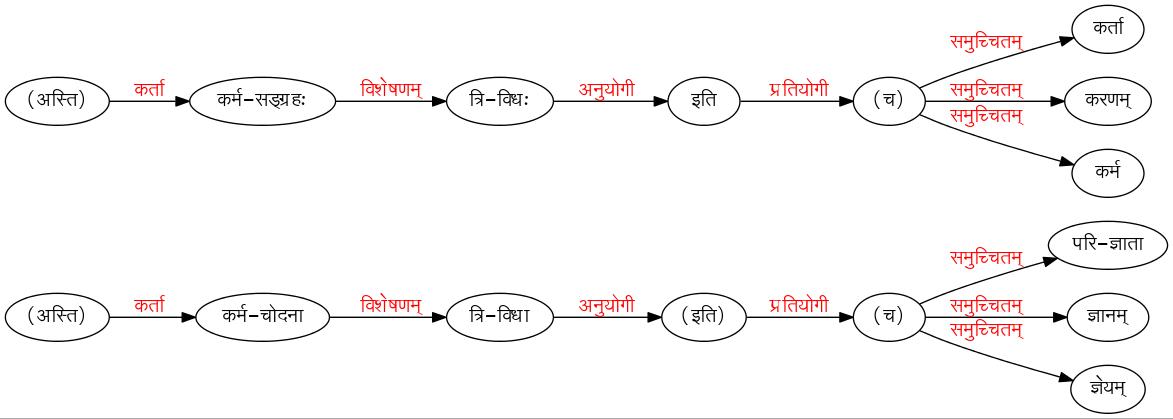 कर्ता
समुच्चितम्
(अस्ति) कर्ता कर्म-सङ्ग्रहः विशेषणम् त्रि-विधः अनुयोगी इति प्रतियोगी (च) समुच्चितम् करणम्
समुच्चितम्
कर्म
परि-ज्ञाता
समुच्चितम्
(अस्ति) कर्ता कर्म-चोदना विशेषणम् त्रि-विधा अनुयोगी (इति) प्रतियोगी (च) समुच्चितम् ज्ञानम्
समुच्चितम्
ज्ञेयम्